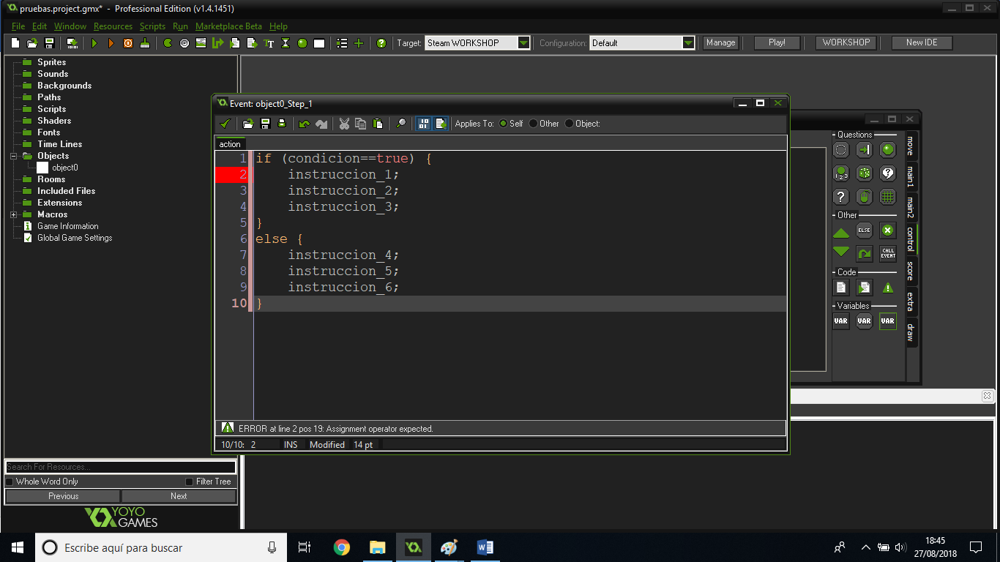 pruebas.project.gmx* - Professional Edition (v1.4.1451)
File Edit Window Resources Scripts Run Marketplace Beta Help
Target: Steam WORKSHOP Configuration: Default Manage Play! WORKSHOP New IDE
Sprites
Sounds
Backgrounds
Paths
Scripts
Shaders
Fonts
Time Lines
Objects
object0
Rooms
Included Files
Extensions
Macros
Game Information
Global Game Settings
Event: object0_Step_1
Applies To: Self Other Object:
action
1 if (condicion==true) {
2 instruccion_1;
3 instruccion_2;
4 instruccion_3;
5 }
6 else {
7 instruccion_4;
8 instruccion_5;
9 instruccion_6;
10 }
ERROR at line 2 pos 19: Assignment operator expected.
10/10: 2 INS Modified 14 pt
Questions
1 2 3
?
?
Other
ELSE
CALL EVENT
Code
Variables
VAR VAR VAR
move
main1
main2
control
score
extra
draw
Search For Resources...
Whole Word Only Filter Tree
Previous Next
YOYO
GAMES
Escribe aquí para buscar
18:45
27/08/2018